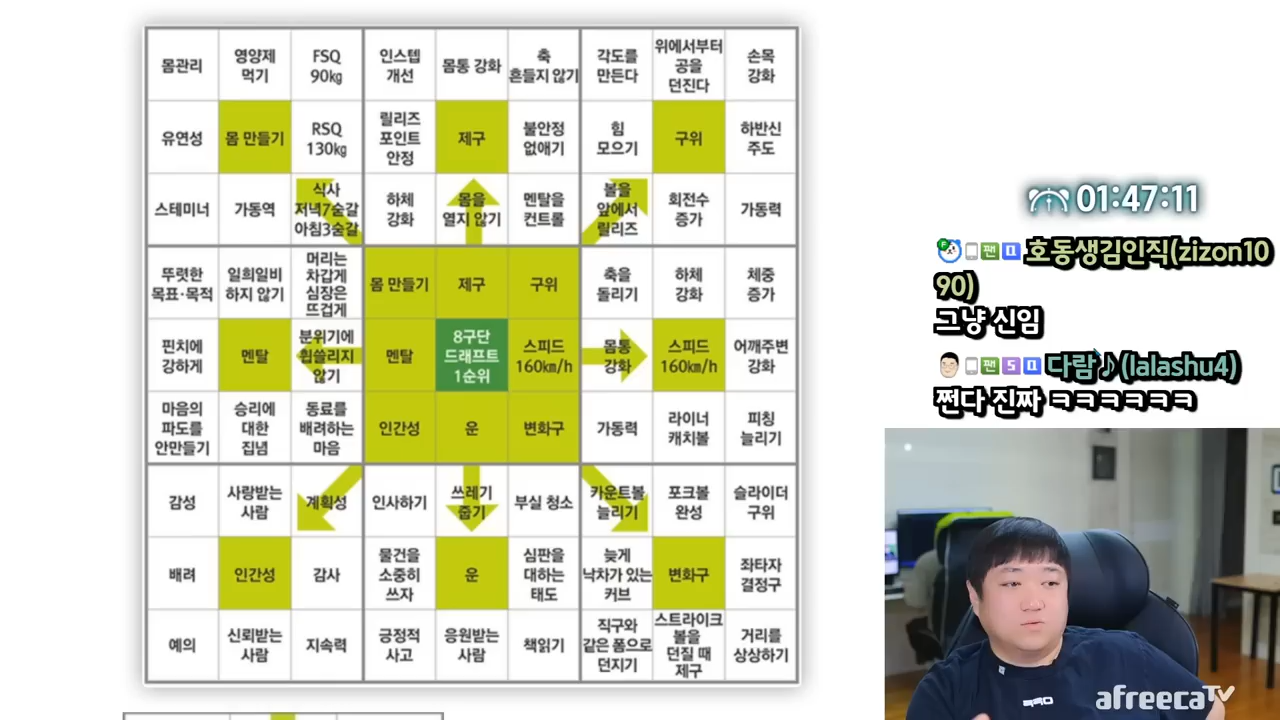 몸관리
영양제
먹기
FSQ
90kg
인스텝
개선
몸통 강화
축
흔들지 않기
각도를
만든다
위에서부터
공을
던진다
손목
강화
유연성
몸 만들기
RSQ
130kg
릴리즈
포인트
안정
제구
불안정
없애기
힘
모으기
구위
하반신
주도
스테미너
가동역
식사
저녁7숟갈
아침3숟갈
하체
강화
몸을
열지 않기
멘탈을
컨트롤
볼을
앞에서
릴리즈
회전수
증가
가동력
뚜렷한
목표·목적
일희일비
하지 않기
머리는
차갑게
심장은
뜨겁게
몸 만들기
제구
구위
축을
돌리기
하체
강화
체중
증가
핀치에
강하게
멘탈
분위기에
휩쓸리지
않기
멘탈
8구단
드래프트
1순위
스피드
160km/h
몸통
강화
스피드
160km/h
어깨주변
강화
마음의
파도를
안만들기
승리에
대한
집념
동료를
배려하는
마음
인간성
운
변화구
가동력
라이너
캐치볼
피칭
늘리기
감성
사랑받는
사람
계획성
인사하기
쓰레기
줍기
부실 청소
카운트볼
늘리기
포크볼
완성
슬라이더
구위
배려
인간성
감사
물건을
소중히
쓰자
운
심판을
대하는
태도
늦게
낙차가 있는
커브
변화구
좌타자
결정구
예의
신뢰받는
사람
지속력
긍정적
사고
응원받는
사람
책읽기
직구와
같은 폼으로
던지기
스트라이크
볼을
던질 때
제구
거리를
상상하기
01:47:11
F 팬 호동생김인직(zizon10
90)
그냥 신임
팬 S 다람♪(lalashu4)
쩐다 진짜 ㅋㅋㅋㅋㅋㅋ
afreecaTV